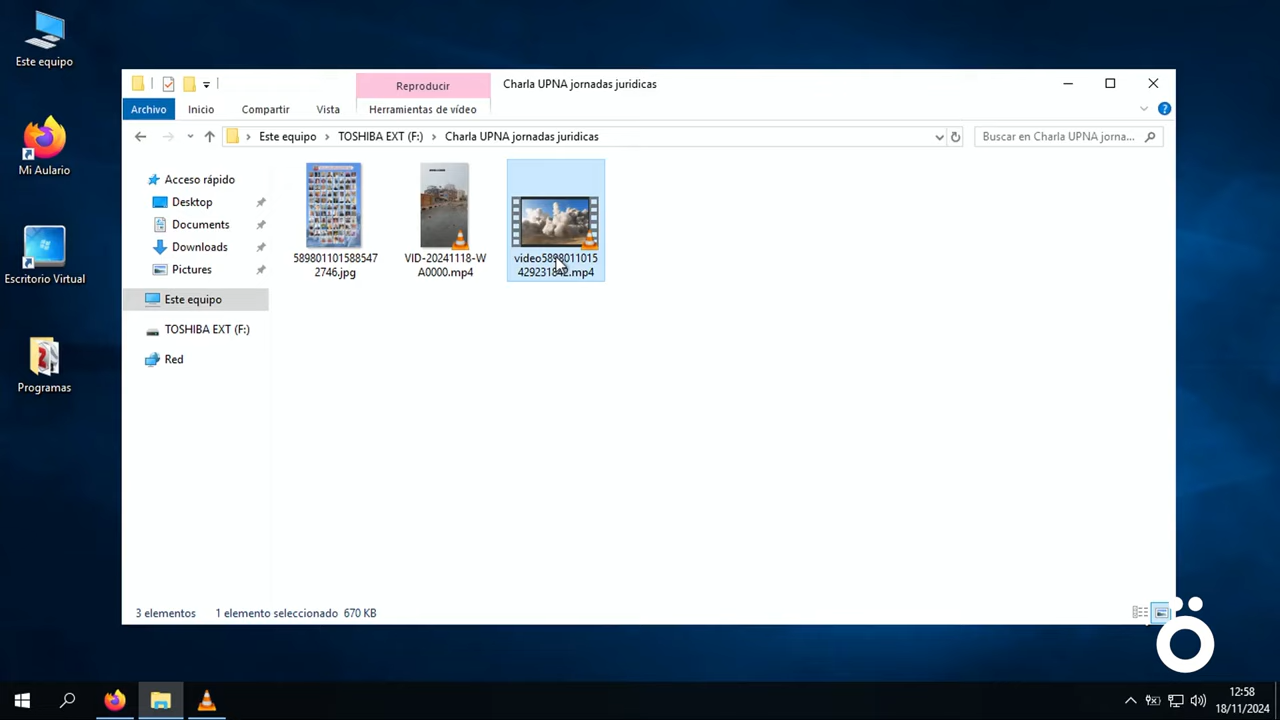 Este equipo
Mi Aulario
Escritorio Virtual
Programas
Reproducir
Charla UPNA jornadas juridicas
Archivo
Inicio
Compartir
Vista
Herramientas de vídeo
Este equipo
TOSHIBA EXT (F:)
Charla UPNA jornadas juridicas
Buscar en Charla UPNA jorna...
Acceso rápido
Desktop
Documents
Downloads
Pictures
Este equipo
TOSHIBA EXT (F:)
Red
589801101588547
2746.jpg
VID-20241118-W
A0000.mp4
3 elementos
1 elemento seleccionado 670 KB
12:58
18/11/2024